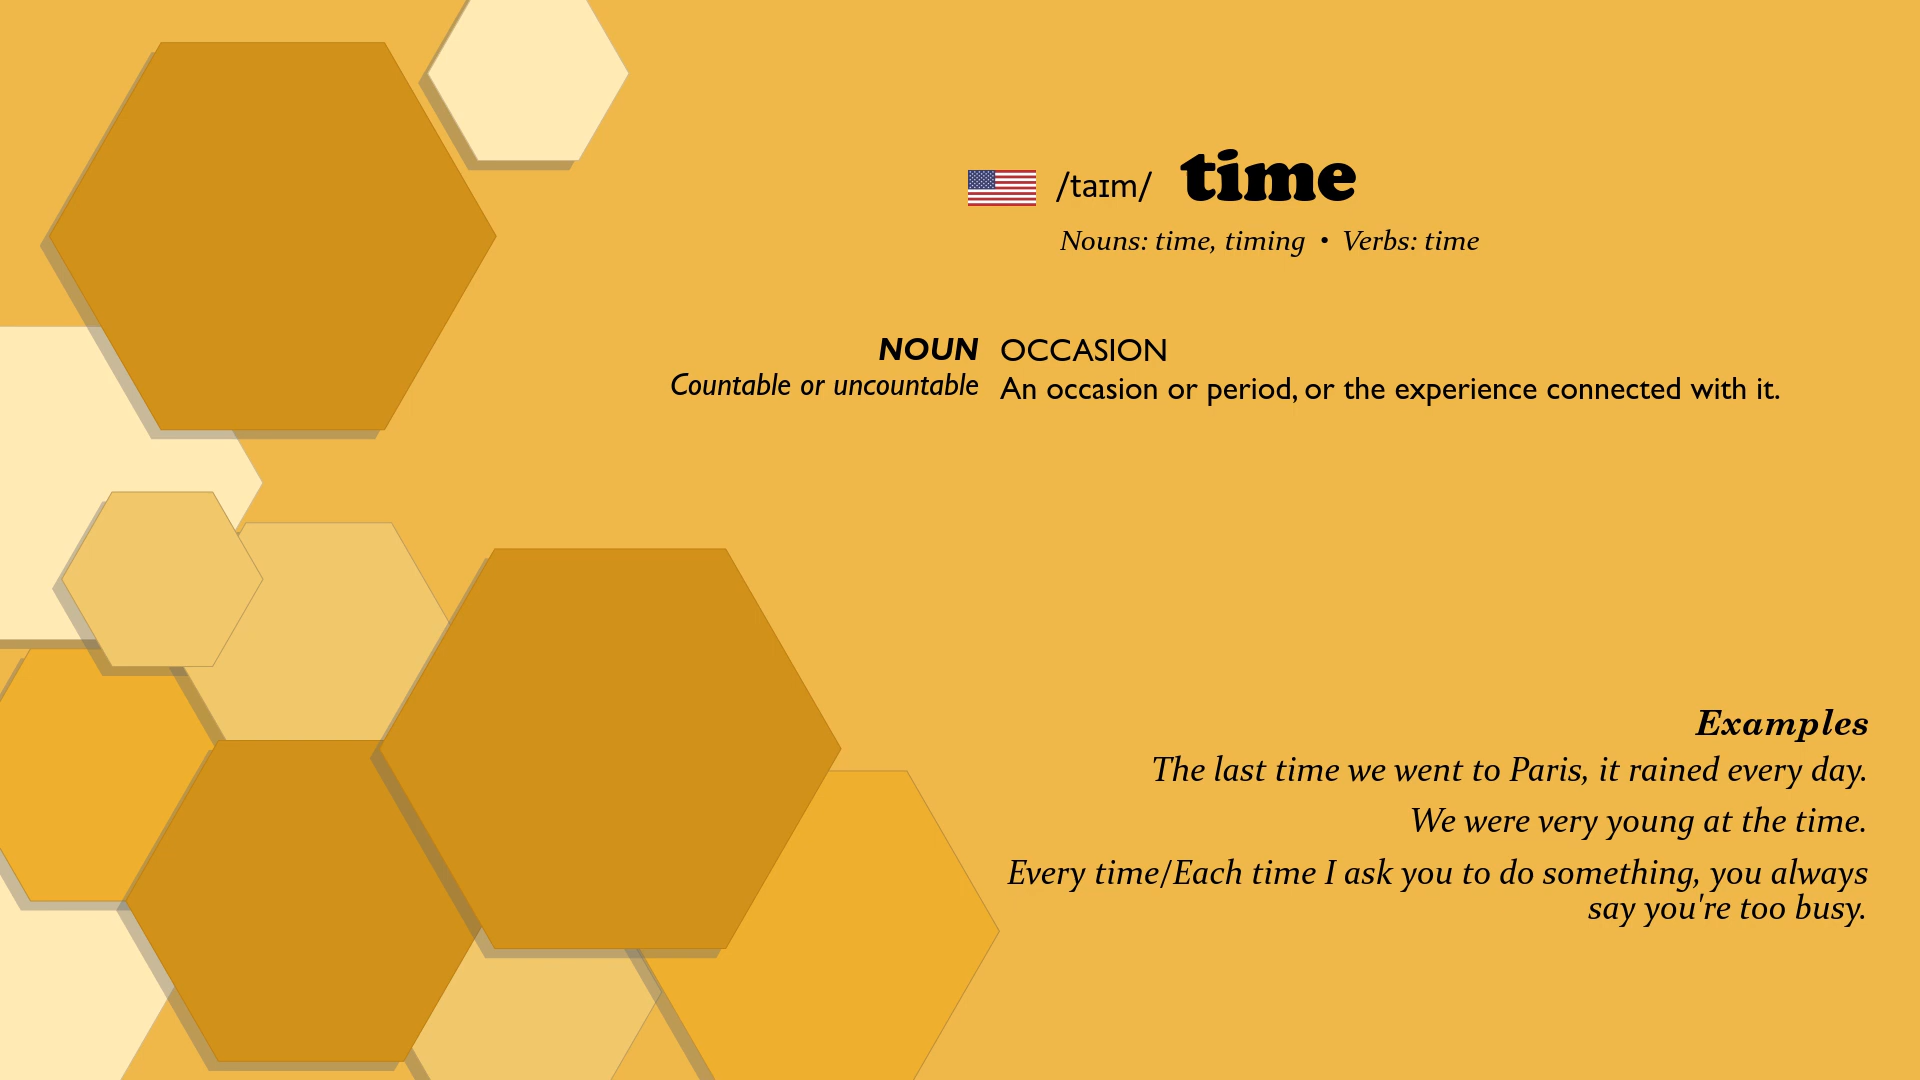 /taɪm/ time
Nouns: time, timing • Verbs: time
NOUN OCCASION
Countable or uncountable An occasion or period, or the experience connected with it.
Examples
The last time we went to Paris, it rained every day.
We were very young at the time.
Every time/Each time I ask you to do something, you always
say you're too busy.